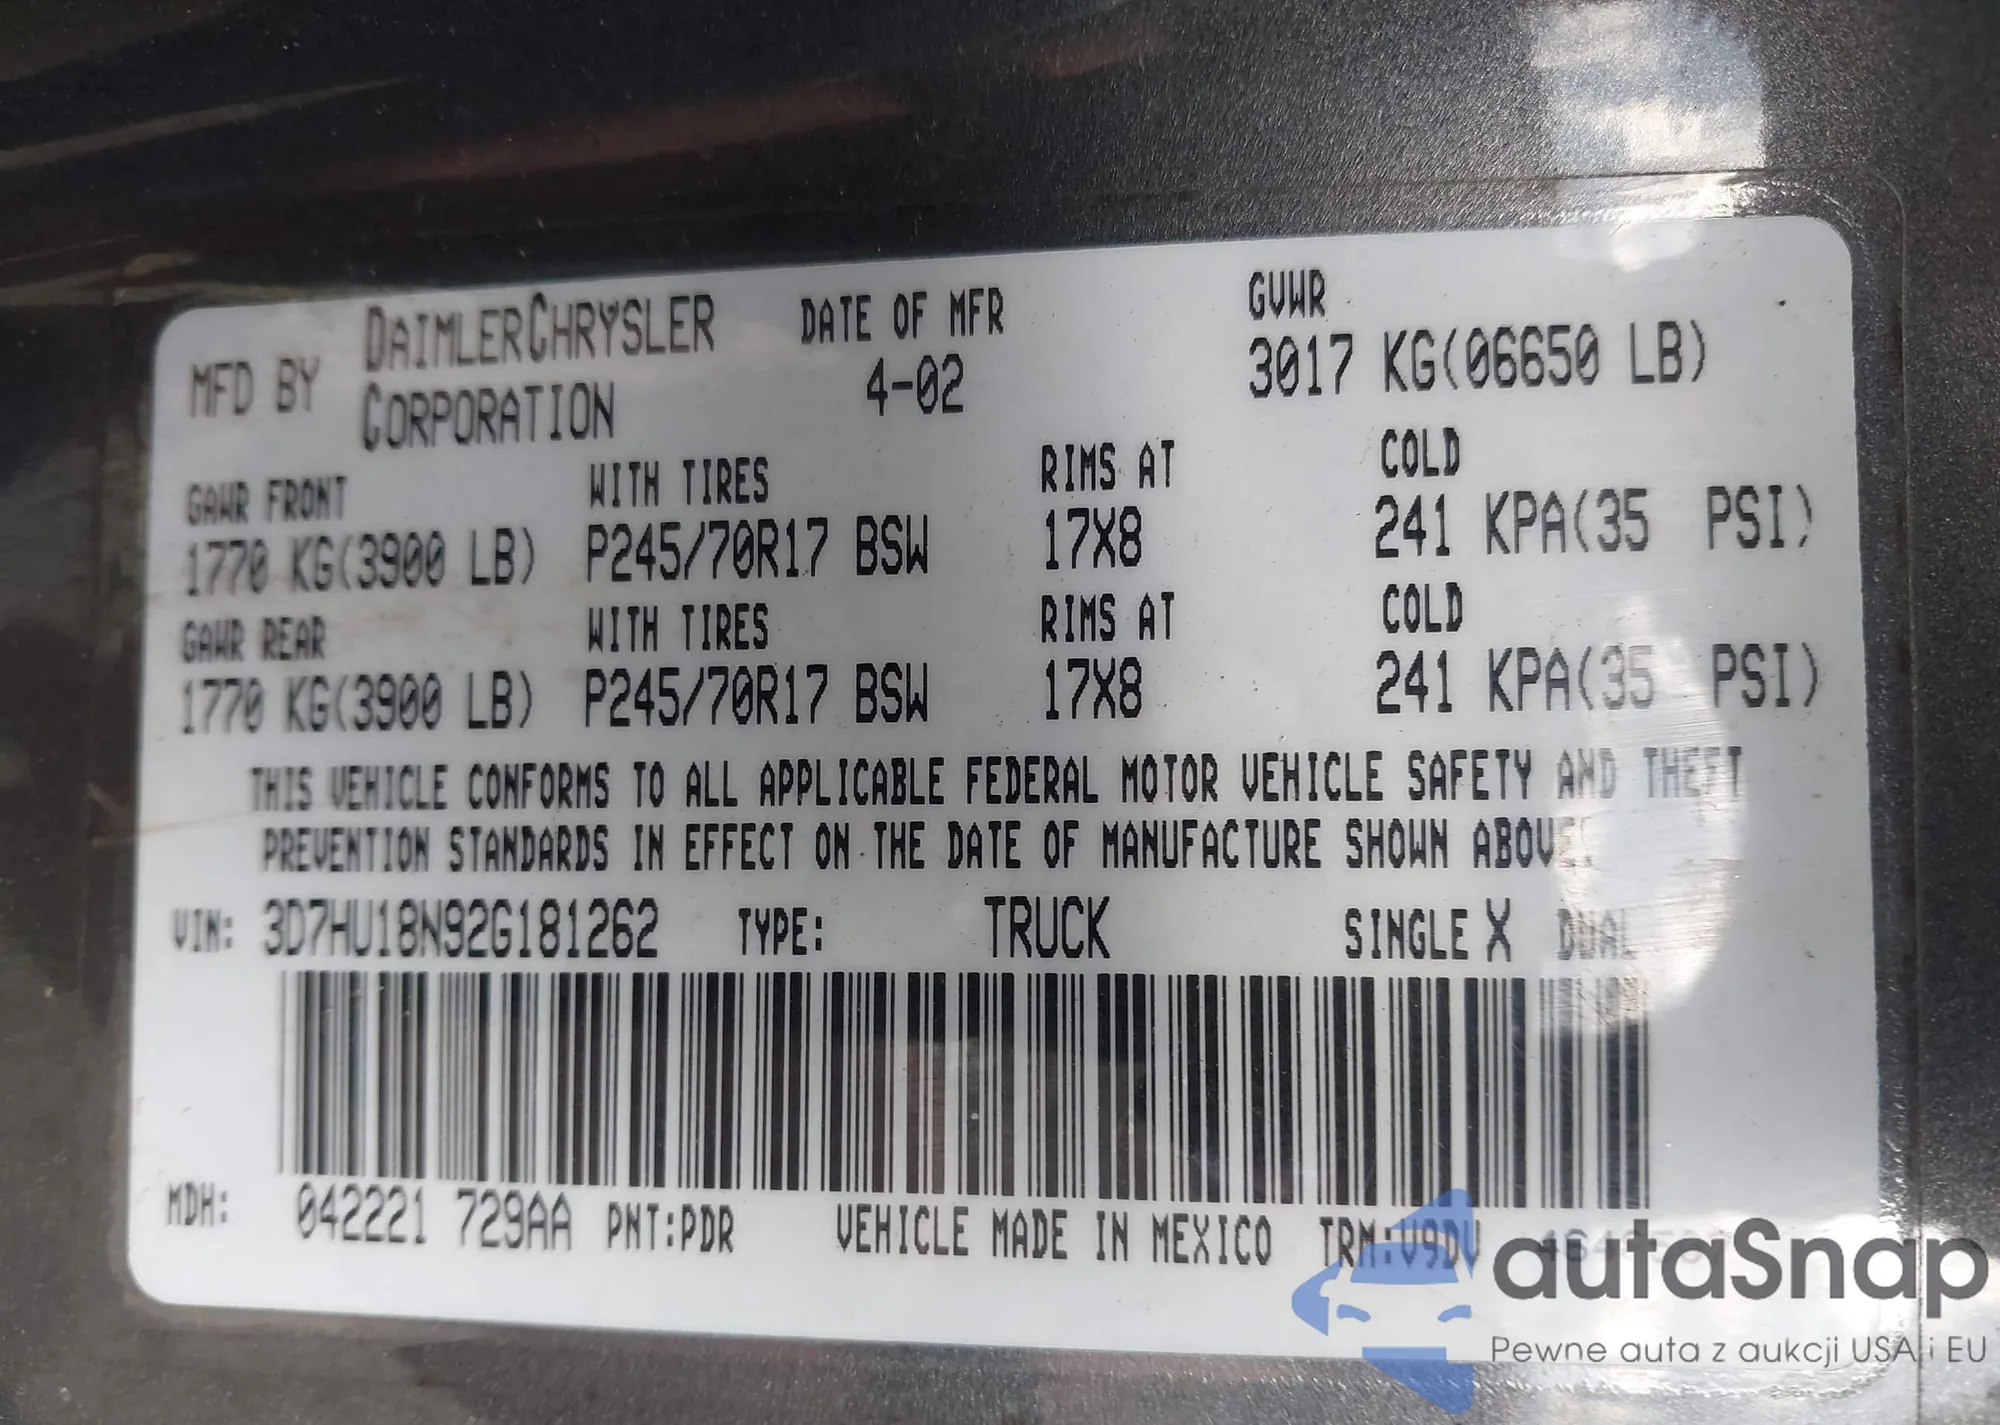 MFD BY DAIMLERCHRYSLER CORPORATION
DATE OF MFR
4-02
GVWR
3017 KG(06650 LB)
GAWR FRONT WITH TIRES RIMS AT COLD
1770 KG(3900 LB) P245/70R17 BSW 17X8 241 KPA(35 PSI)
GAWR REAR WITH TIRES RIMS AT COLD
1770 KG(3900 LB) P245/70R17 BSW 17X8 241 KPA(35 PSI)
THIS VEHICLE CONFORMS TO ALL APPLICABLE FEDERAL MOTOR VEHICLE SAFETY AND THEFT
PREVENTION STANDARDS IN EFFECT ON THE DATE OF MANUFACTURE SHOWN ABOVE.
VIN: 3D7HU18N92G181262 TYPE: TRUCK SINGLE X DUAL
MDH: 042221 729AA PNT:PDR VEHICLE MADE IN MEXICO TRM:V9DV
autaSnap
Pewne auta z aukcji USA i EU